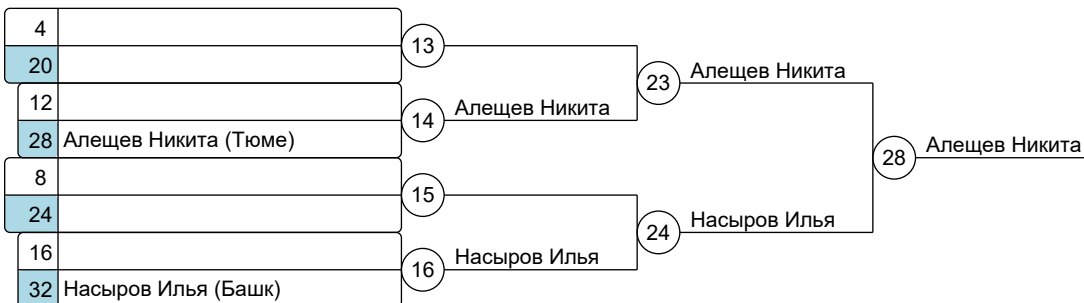 4
13
20
12
14 Алещев Никита
28 Алещев Никита (Тюме)
23 Алещев Никита
8
15
24
16
16 Насыров Илья
32 Насыров Илья (Башк)
24 Насыров Илья
28 Алещев Никита